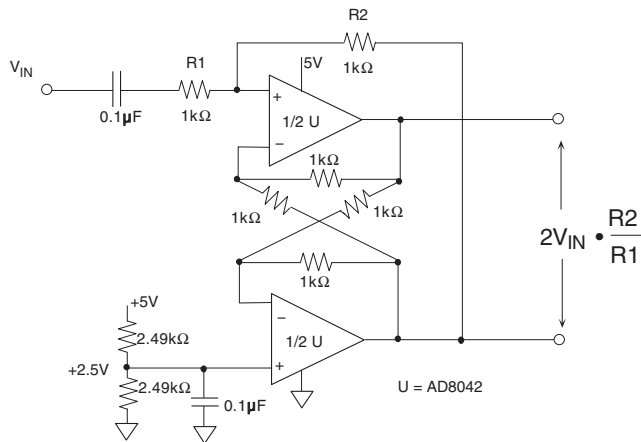 R2
1kΩ
V_IN
R1
5V
0.1µF
1kΩ
+
1/2 U
−
1kΩ
1kΩ
1kΩ
2V_IN • R2/R1
1kΩ
+5V
2.49kΩ
−
1/2 U
+
+2.5V
2.49kΩ
0.1µF
U = AD8042